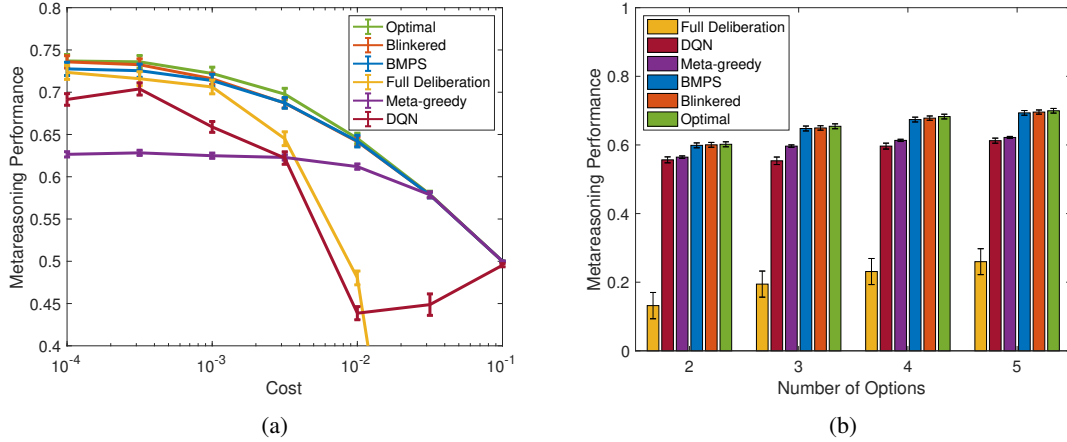 0.8
0.75
0.7
0.65
0.6
0.55
0.5
0.45
0.4
Metareasoning Performance
10-4
10-3
10-2
10-1
Cost
Optimal
Blinkered
BMPS
Full Deliberation
Meta-greedy
DQN
(a)
1
0.8
0.6
0.4
0.2
0
Metareasoning Performance
2
3
4
5
Number of Options
Full Deliberation
DQN
Meta-greedy
BMPS
Blinkered
Optimal
(b)